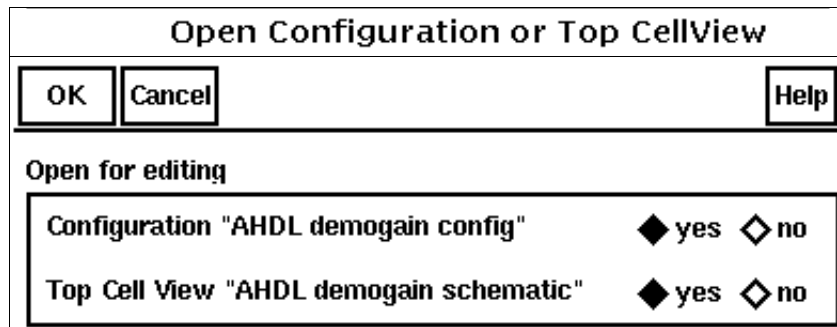 Open Configuration or Top CellView
OK Cancel Help
Open for editing
Configuration "AHDL demogain config" yes no
Top Cell View "AHDL demogain schematic" yes no